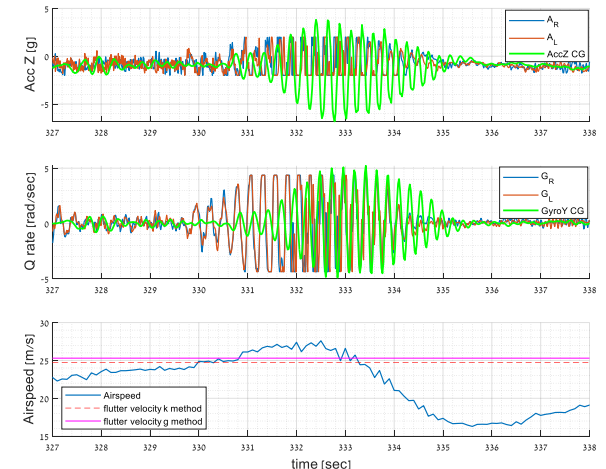 5
A_R
A_L
AccZ CG
Acc Z [g]
0
-5
327 328 329 330 331 332 333 334 335 336 337 338
5
G_R
G_L
GyroY CG
Q rate [rad/sec]
0
-5
327 328 329 330 331 332 333 334 335 336 337 338
30
25
Airspeed [m/s]
20
Airspeed
flutter velocity k method
flutter velocity g method
15
327 328 329 330 331 332 333 334 335 336 337 338
time [sec]